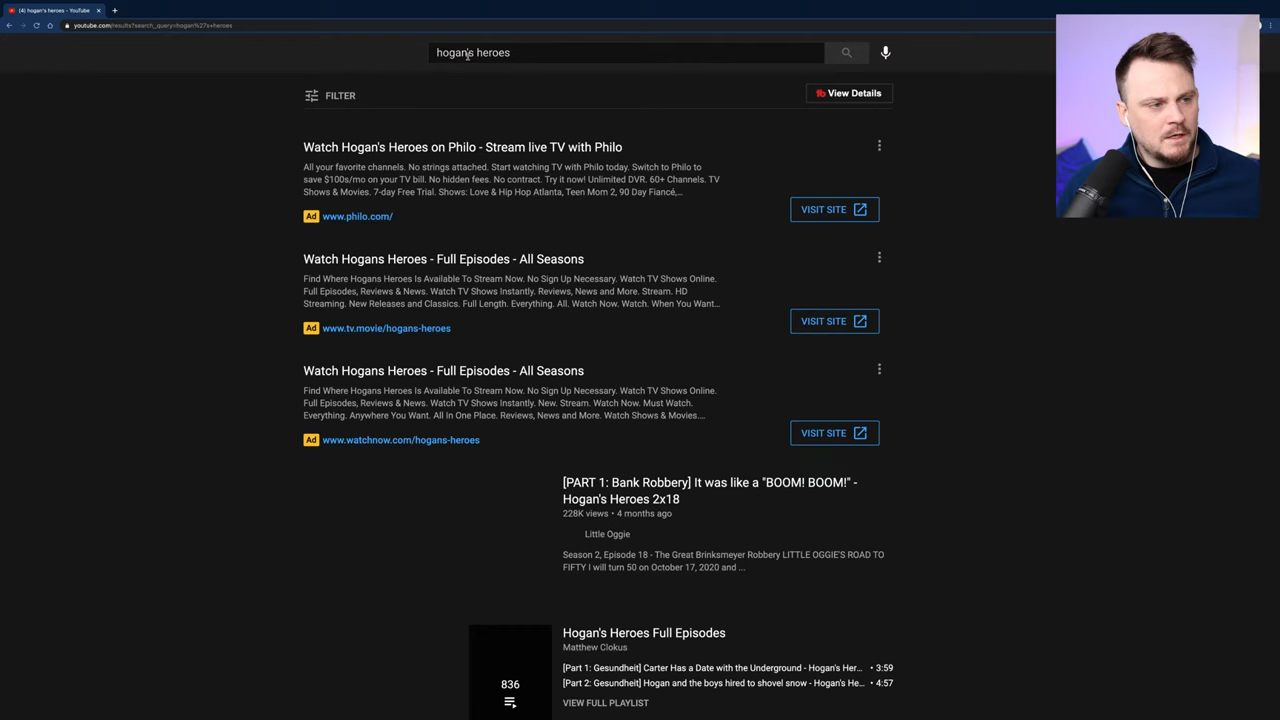 (4) hogan's heroes - YouTube
youtube.com/results?search_query=hogan%27s+heroes
hogan's heroes
FILTER
View Details
Watch Hogan's Heroes on Philo - Stream live TV with Philo
All your favorite channels. No strings attached. Start watching TV with Philo today. Switch to Philo to
save $100s/mo on your TV bill. No hidden fees. No contract. Try it now! Unlimited DVR. 60+ Channels. TV
Shows & Movies. 7-day Free Trial. Shows: Love & Hip Hop Atlanta, Teen Mom 2, 90 Day Fiancé,...
VISIT SITE
Ad www.philo.com/
Watch Hogans Heroes - Full Episodes - All Seasons
Find Where Hogans Heroes Is Available To Stream Now. No Sign Up Necessary. Watch TV Shows Online.
Full Episodes, Reviews & News. Watch TV Shows Instantly. Reviews, News and More. Stream. HD
Streaming. New Releases and Classics. Full Length. Everything. All. Watch Now. Watch. When You Want...
VISIT SITE
Ad www.tv.movie/hogans-heroes
Watch Hogans Heroes - Full Episodes - All Seasons
Find Where Hogans Heroes Is Available To Stream Now. No Sign Up Necessary. Watch TV Shows Online.
Full Episodes, Reviews & News. Watch TV Shows Instantly. New. Stream. Watch Now. Must Watch.
Everything. Anywhere You Want. All In One Place. Reviews, News and More. Watch Shows & Movies....
VISIT SITE
Ad www.watchnow.com/hogans-heroes
[PART 1: Bank Robbery] It was like a "BOOM! BOOM!" -
Hogan's Heroes 2x18
228K views • 4 months ago
Little Oggie
Season 2, Episode 18 - The Great Brinksmeyer Robbery LITTLE OGGIE'S ROAD TO
FIFTY I will turn 50 on October 17, 2020 and ...
Hogan's Heroes Full Episodes
Matthew Clokus
[Part 1: Gesundheit] Carter Has a Date with the Underground - Hogan's Her... • 3:59
836
[Part 2: Gesundheit] Hogan and the boys hired to shovel snow - Hogan's He... • 4:57
VIEW FULL PLAYLIST